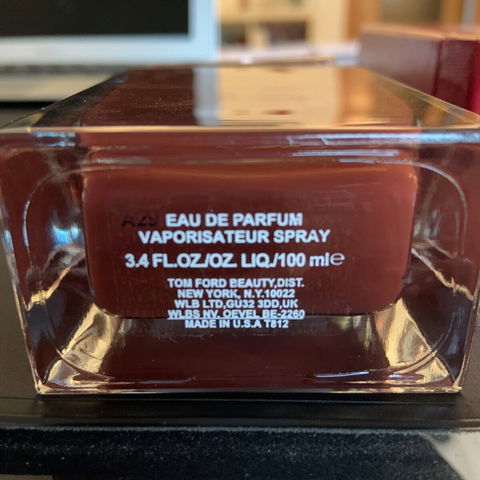 A29 EAU DE PARFUM
VAPORISATEUR SPRAY
3.4 FL.OZ./OZ. LIQ./100 ml℮
TOM FORD BEAUTY,DIST.
NEW YORK, N.Y.10022
WLB LTD,GU32 3DD,UK
WLBS NV. OEVEL BE-2260
MADE IN U.S.A T812